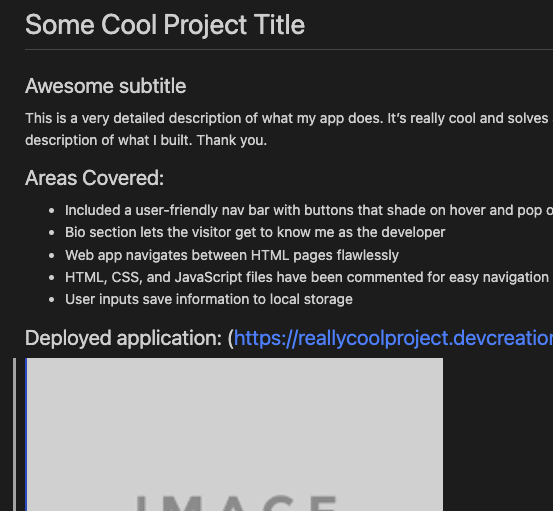 Some Cool Project Title
Awesome subtitle
This is a very detailed description of what my app does. It's really cool and solves
description of what I built. Thank you.
Areas Covered:
• Included a user-friendly nav bar with buttons that shade on hover and pop o
• Bio section lets the visitor get to know me as the developer
• Web app navigates between HTML pages flawlessly
• HTML, CSS, and JavaScript files have been commented for easy navigation
• User inputs save information to local storage
Deployed application: (https://reallycoolproject.devcreation
IMAGE